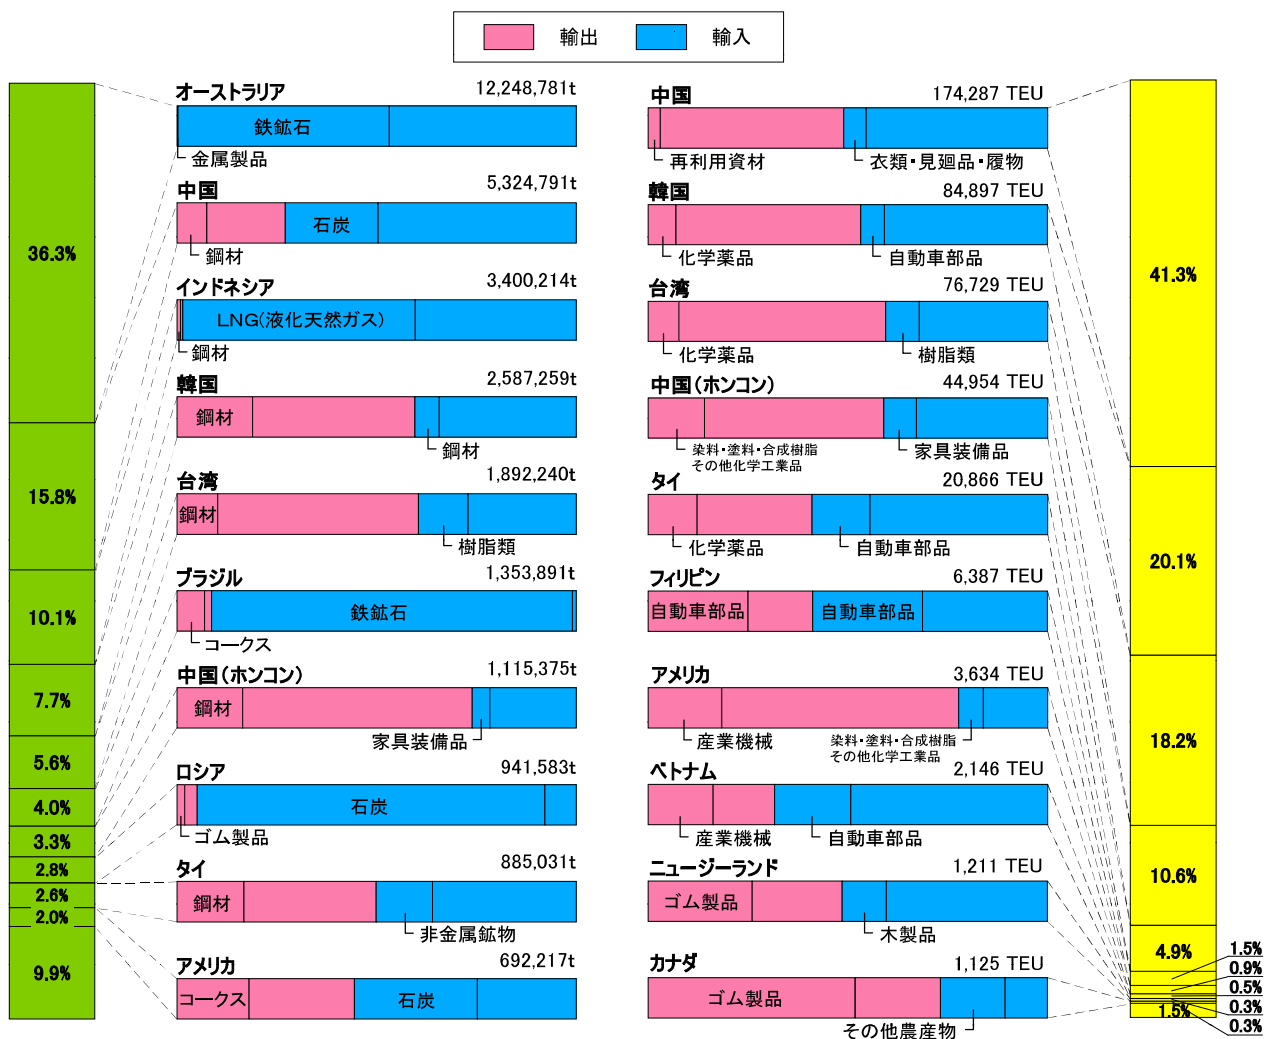 輸出
輸入
36.3%
15.8%
10.1%
7.7%
5.6%
4.0%
3.3%
2.8%
2.6%
2.0%
9.9%
オーストラリア 12,248,781t
鉄鉱石
金属製品
中国 5,324,791t
石炭
鋼材
インドネシア 3,400,214t
LNG(液化天然ガス)
鋼材
韓国 2,587,259t
鋼材
鋼材
台湾 1,892,240t
鋼材
樹脂類
ブラジル 1,353,891t
鉄鉱石
コークス
中国(ホンコン) 1,115,375t
鋼材
家具装備品
ロシア 941,583t
石炭
ゴム製品
タイ 885,031t
鋼材
非金属鉱物
アメリカ 692,217t
コークス
石炭
中国 174,287 TEU
再利用資材
衣類・見廻品・履物
韓国 84,897 TEU
化学薬品
自動車部品
台湾 76,729 TEU
化学薬品
樹脂類
中国(ホンコン) 44,954 TEU
染料・塗料・合成樹脂
その他化学工業品
家具装備品
タイ 20,866 TEU
化学薬品
自動車部品
フィリピン 6,387 TEU
自動車部品
自動車部品
アメリカ 3,634 TEU
産業機械
染料・塗料・合成樹脂
その他化学工業品
ベトナム 2,146 TEU
産業機械
自動車部品
ニュージーランド 1,211 TEU
ゴム製品
木製品
カナダ 1,125 TEU
ゴム製品
その他農産物
41.3%
20.1%
18.2%
10.6%
4.9%
1.5%
0.9%
0.5%
0.3%
0.3%
1.5%